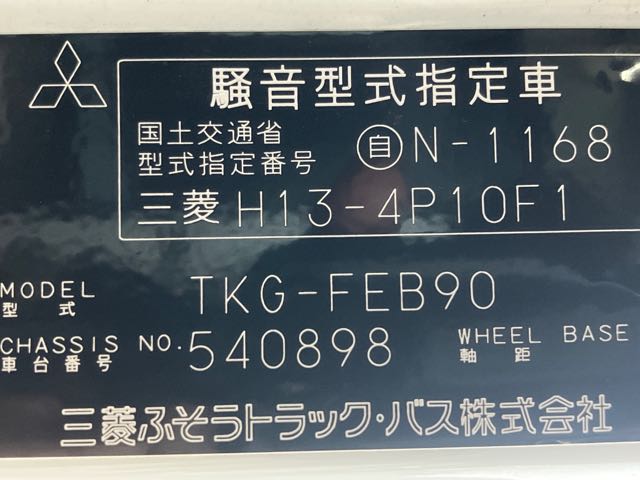 騒音型式指定車
国土交通省
型式指定番号 自N-1168
三菱 H13-4P10F1
MODEL
型式 TKG-FEB90
CHASSIS NO.
車台番号 540898
WHEEL BASE
軸距
三菱ふそうトラック・バス株式会社